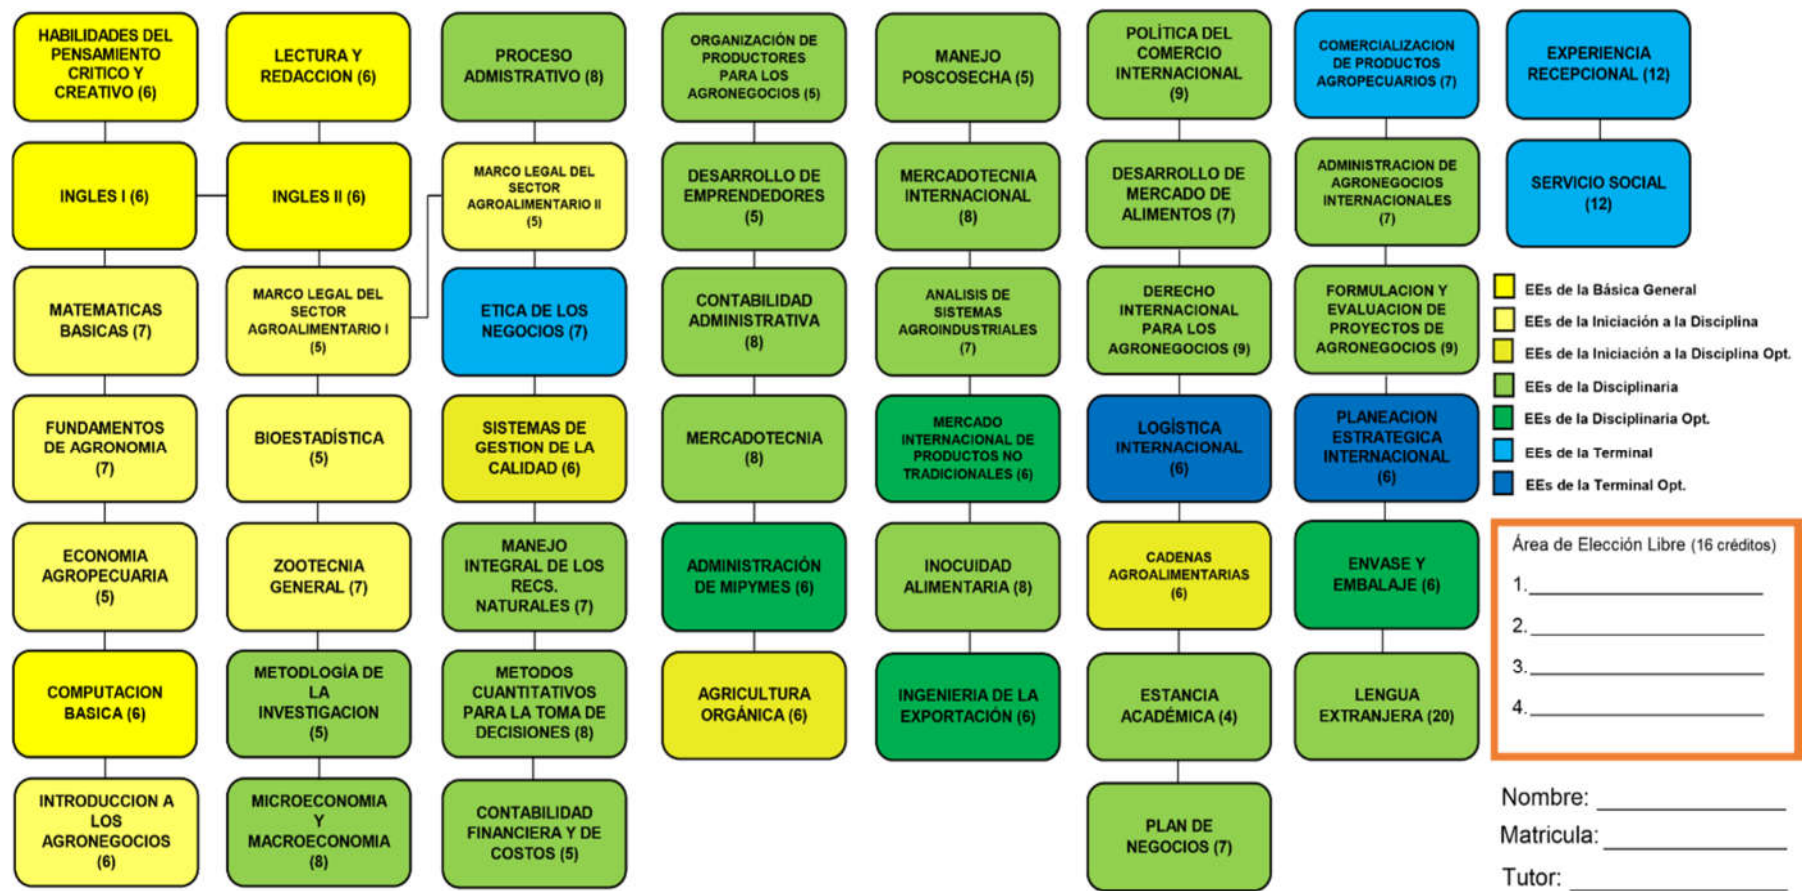 HABILIDADES DEL
PENSAMIENTO
CRITICO Y
CREATIVO (6)
INGLES I (6)
MATEMATICAS
BASICAS (7)
FUNDAMENTOS
DE AGRONOMIA
(7)
ECONOMIA
AGROPECUARIA
(5)
COMPUTACION
BASICA (6)
INTRODUCCION A
LOS
AGRONEGOCIOS
(6)
LECTURA Y
REDACCION (6)
INGLES II (6)
MARCO LEGAL DEL
SECTOR
AGROALIMENTARIO I
(5)
BIOESTADÍSTICA
(5)
ZOOTECNIA
GENERAL (7)
METODLOGÌA DE
LA
INVESTIGACION
(5)
MICROECONOMIA
Y
MACROECONOMIA
(8)
PROCESO
ADMISTRATIVO (8)
MARCO LEGAL DEL
SECTOR
AGROALIMENTARIO II
(5)
ETICA DE LOS
NEGOCIOS (7)
SISTEMAS DE
GESTION DE LA
CALIDAD (6)
MANEJO
INTEGRAL DE LOS
RECS.
NATURALES (7)
METODOS
CUANTITATIVOS
PARA LA TOMA DE
DECISIONES (8)
CONTABILIDAD
FINANCIERA Y DE
COSTOS (5)
ORGANIZACIÓN DE
PRODUCTORES
PARA LOS
AGRONEGOCIOS (5)
DESARROLLO DE
EMPRENDEDORES
(5)
CONTABILIDAD
ADMINISTRATIVA
(8)
MERCADOTECNIA
(8)
ADMINISTRACIÓN
DE MIPYMES (6)
AGRICULTURA
ORGÁNICA (6)
MANEJO
POSCOSECHA (5)
MERCADOTECNIA
INTERNACIONAL
(8)
ANALISIS DE
SISTEMAS
AGROINDUSTRIALES
(7)
MERCADO
INTERNACIONAL DE
PRODUCTOS NO
TRADICIONALES (6)
INOCUIDAD
ALIMENTARIA (8)
INGENIERIA DE LA
EXPORTACIÓN (6)
POLÍTICA DEL
COMERCIO
INTERNACIONAL
(9)
DESARROLLO DE
MERCADO DE
ALIMENTOS (7)
DERECHO
INTERNACIONAL
PARA LOS
AGRONEGOCIOS (9)
LOGÍSTICA
INTERNACIONAL
(6)
CADENAS
AGROALIMENTARIAS
(6)
ESTANCIA
ACADÉMICA (4)
PLAN DE
NEGOCIOS (7)
COMERCIALIZACION
DE PRODUCTOS
AGROPECUARIOS (7)
ADMINISTRACION DE
AGRONEGOCIOS
INTERNACIONALES
(7)
FORMULACION Y
EVALUACION DE
PROYECTOS DE
AGRONEGOCIOS (9)
PLANEACION
ESTRATEGICA
INTERNACIONAL
(6)
ENVASE Y
EMBALAJE (6)
LENGUA
EXTRANJERA (20)
EXPERIENCIA
RECEPCIONAL (12)
SERVICIO SOCIAL
(12)
EEs de la Básica General
EEs de la Iniciación a la Disciplina
EEs de la Iniciación a la Disciplina Opt.
EEs de la Disciplinaria
EEs de la Disciplinaria Opt.
EEs de la Terminal
EEs de la Terminal Opt.
Área de Elección Libre (16 créditos)
1.
2.
3.
4.
Nombre:
Matricula:
Tutor: